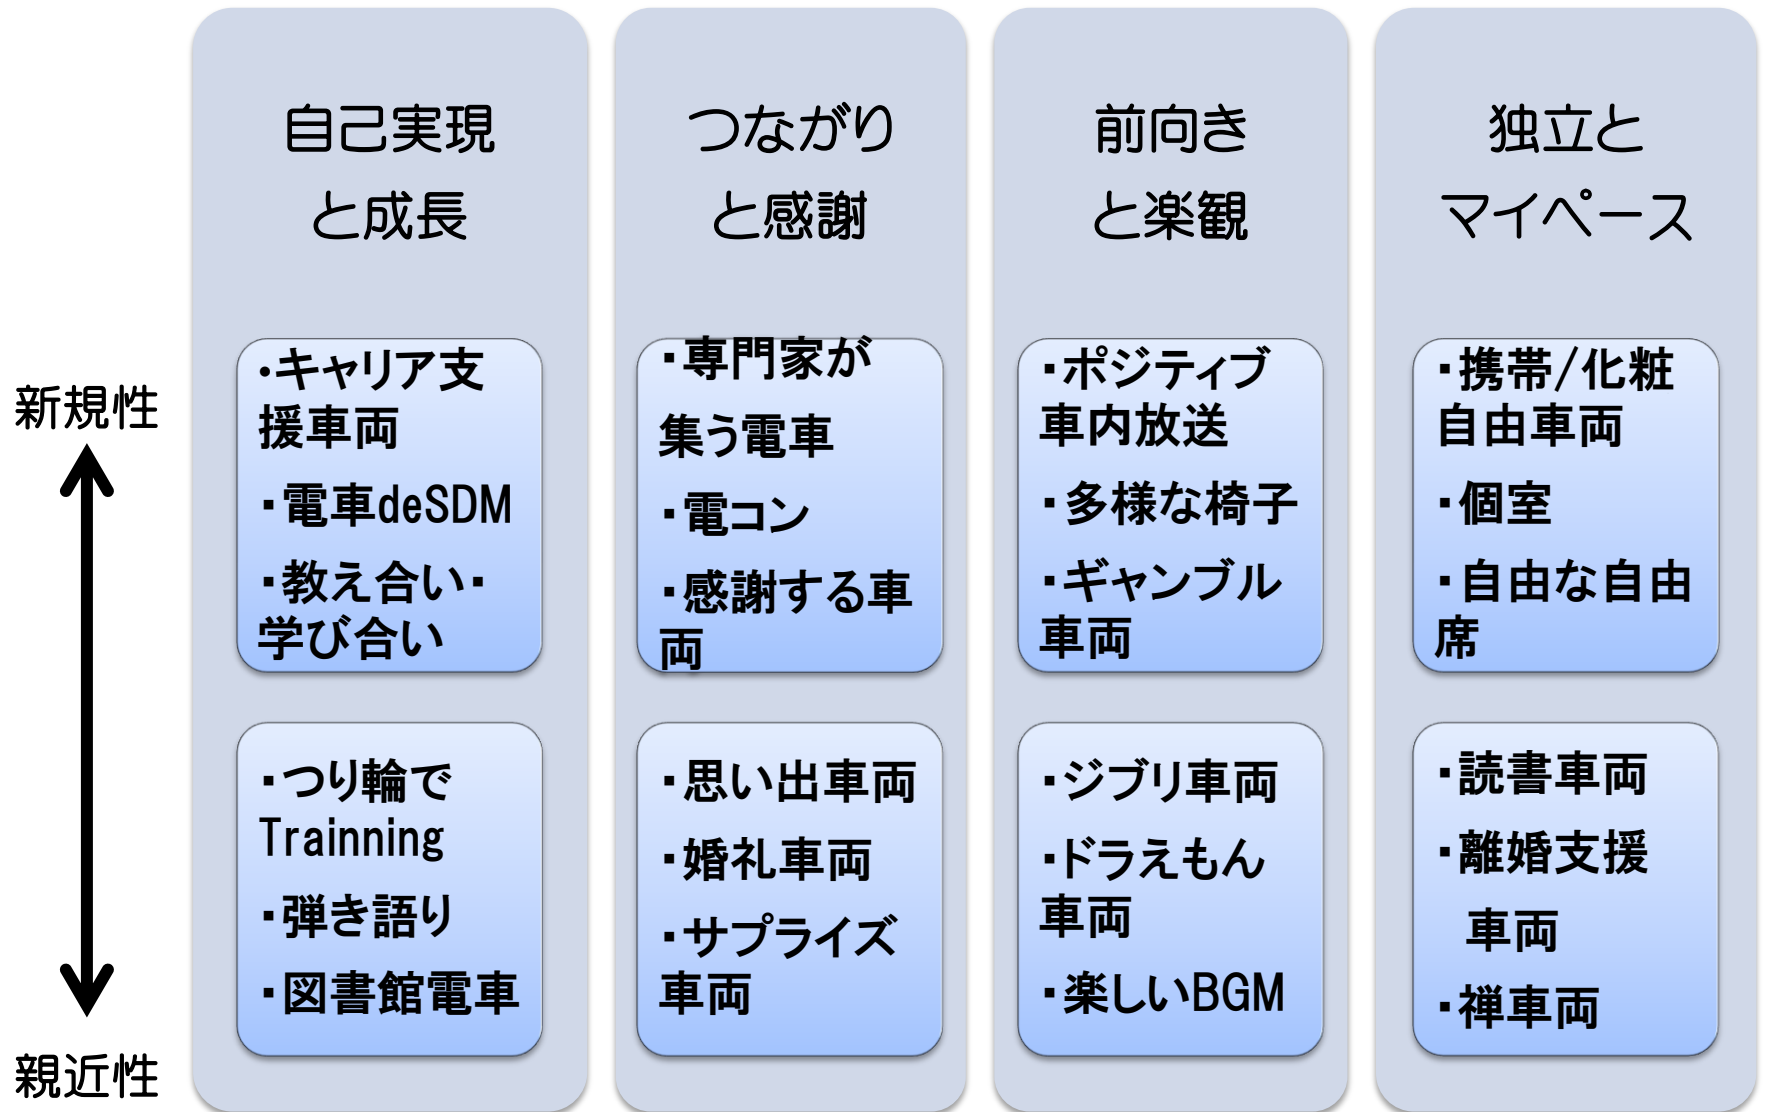 自己実現
と成長
つながり
と感謝
前向き
と楽観
独立と
マイペース
新規性
親近性
・キャリア支
援車両
・電車deSDM
・教え合い・
学び合い
・専門家が
集う電車
・電コン
・感謝する車
両
・ポジティブ
車内放送
・多様な椅子
・ギャンブル
車両
・携帯/化粧
自由車両
・個室
・自由な自由
席
・つり輪で
Trainning
・弾き語り
・図書館電車
・思い出車両
・婚礼車両
・サプライズ
車両
・ジブリ車両
・ドラえもん
車両
・楽しいBGM
・読書車両
・離婚支援
車両
・禅車両